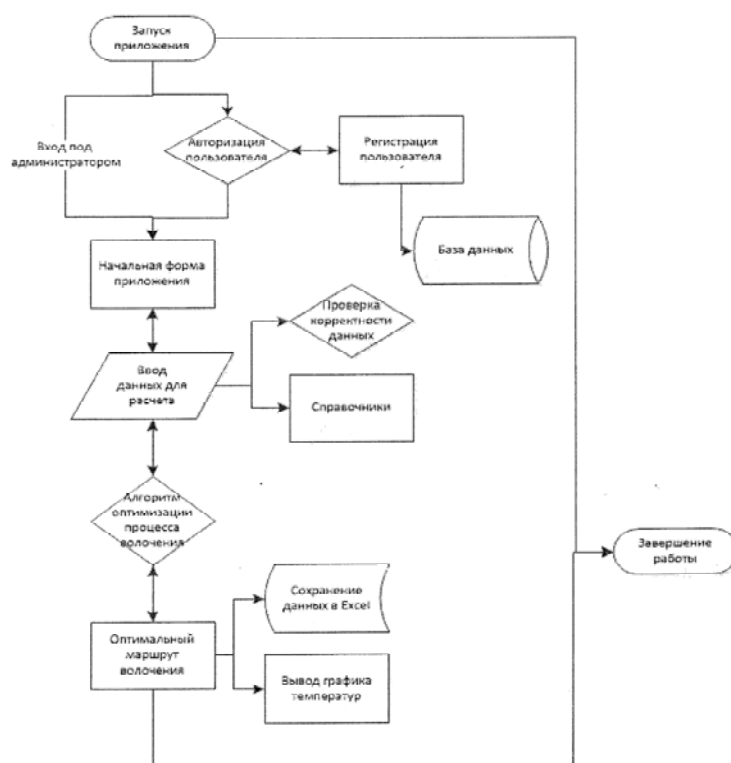 Запуск
приложения
Вход под
администратором
Авторизация
пользователя
Регистрация
пользователя
База данных
Начальная форма
приложения
Проверка
корректности
данных
Ввод
данных для
расчета
Справочники
Алгоритм
оптимизации
процесса
волочения
Завершение
работы
Сохранение
данных в Excel
Оптимальный
маршрут
волочения
Вывод графика
температур